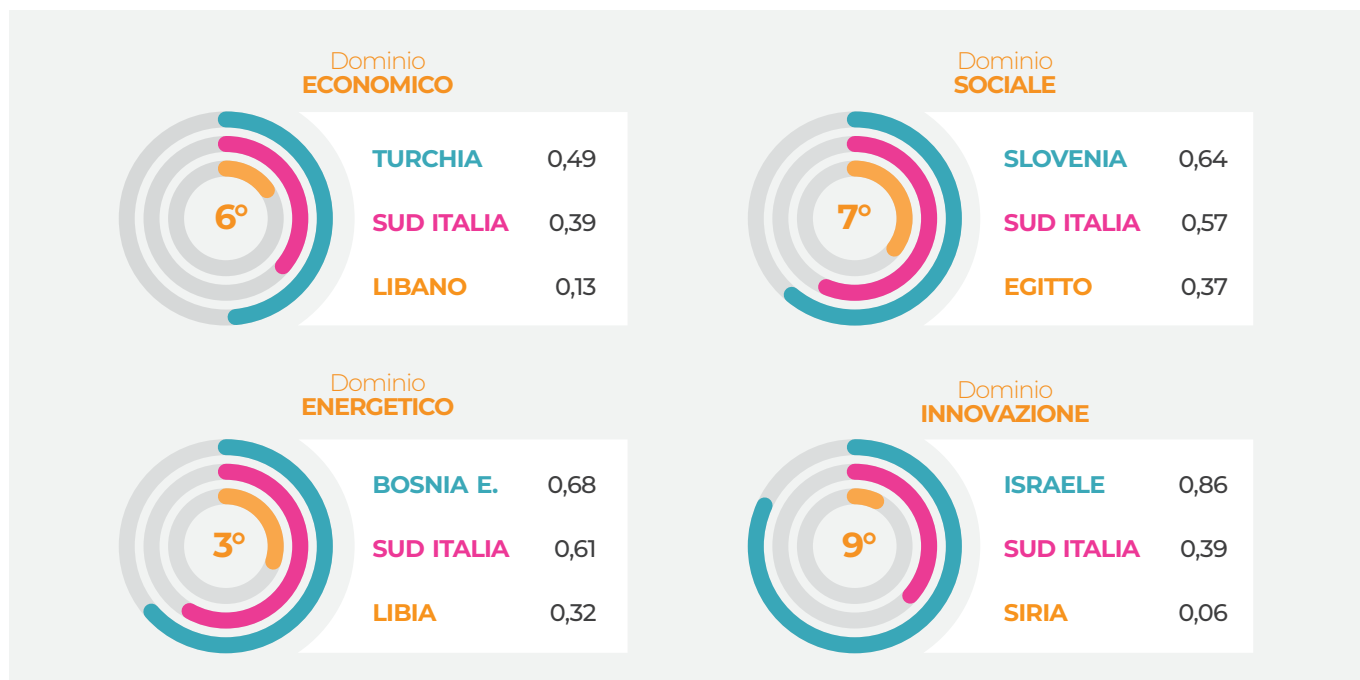 Dominio
ECONOMICO
6°
TURCHIA 0,49
SUD ITALIA 0,39
LIBANO 0,13
Dominio
SOCIALE
7°
SLOVENIA 0,64
SUD ITALIA 0,57
EGITTO 0,37
Dominio
ENERGETICO
3°
BOSNIA E. 0,68
SUD ITALIA 0,61
LIBIA 0,32
Dominio
INNOVAZIONE
9°
ISRAELE 0,86
SUD ITALIA 0,39
SIRIA 0,06